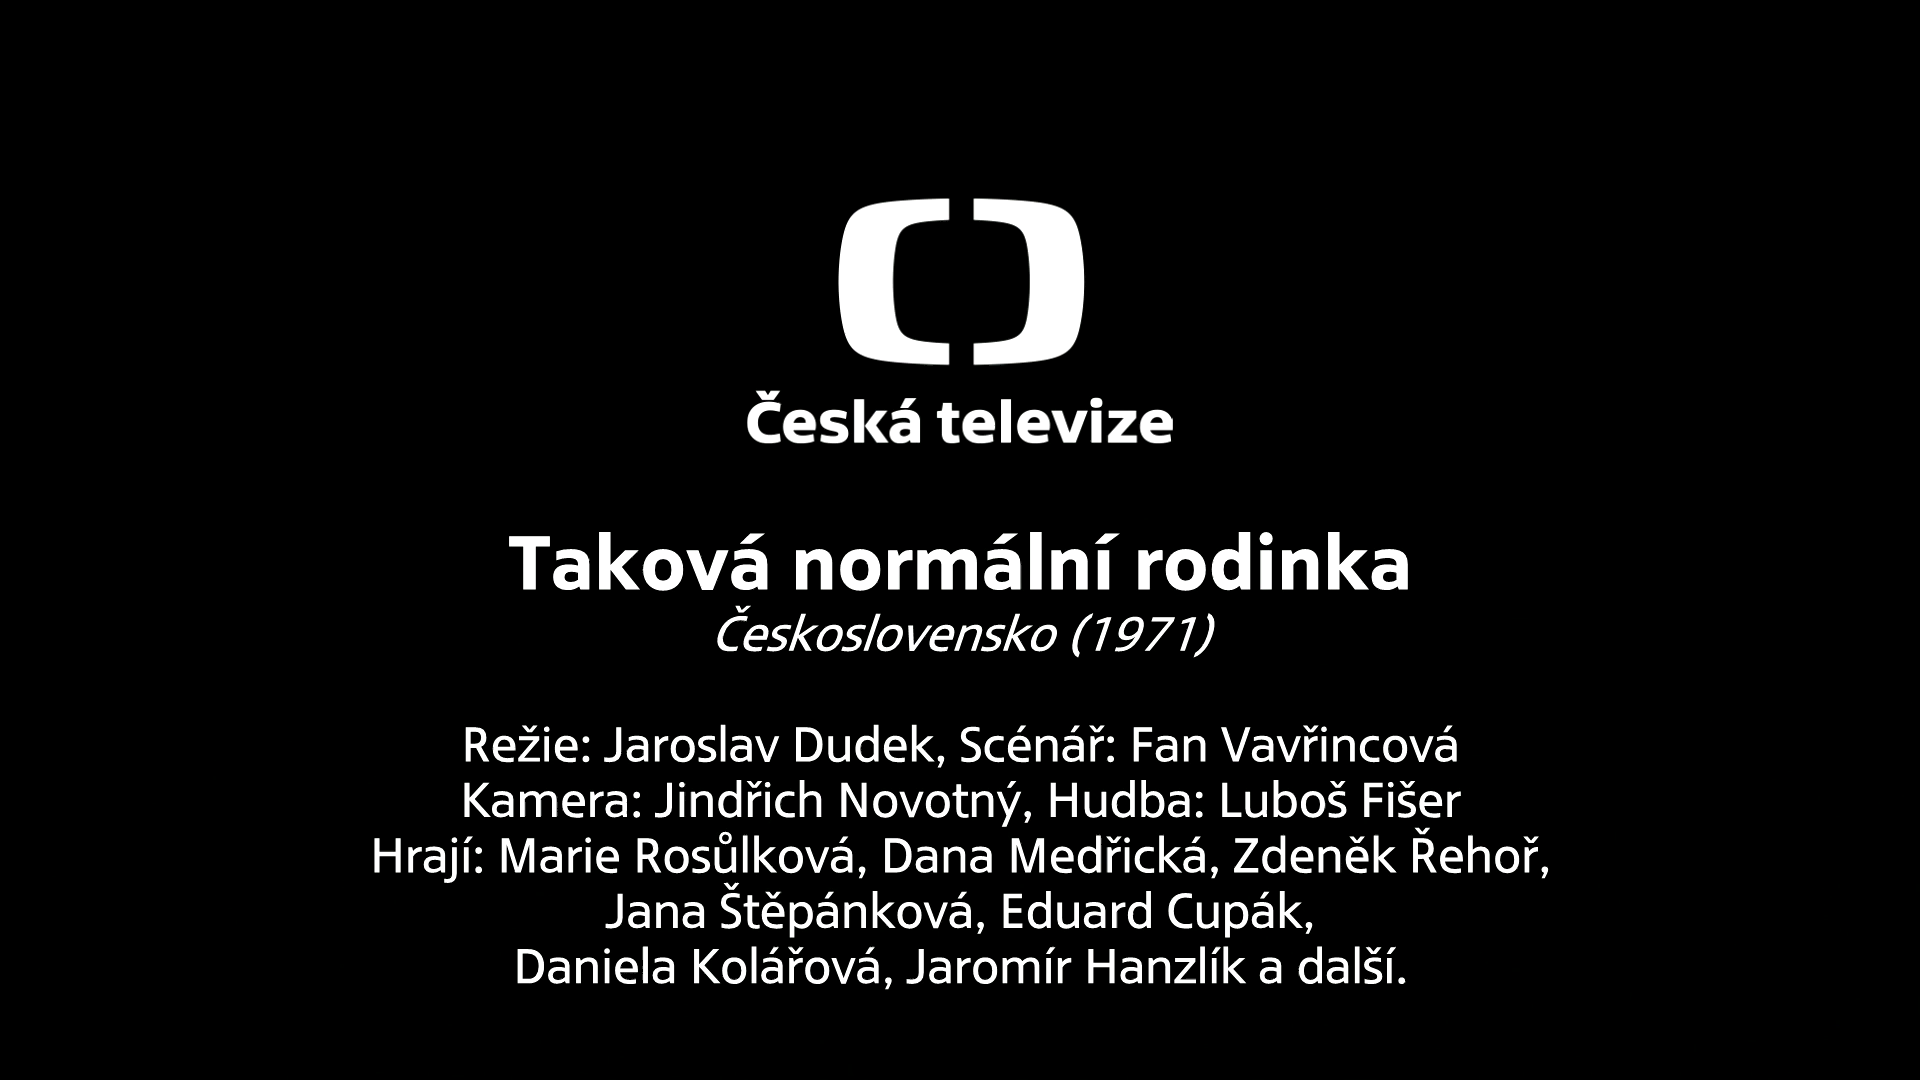 Česká televize
Taková normální rodinka
Československo (1971)
Režie: Jaroslav Dudek, Scénář: Fan Vavřincová
Kamera: Jindřich Novotný, Hudba: Luboš Fišer
Hrají: Marie Rosůlková, Dana Medřická, Zdeněk Řehoř,
Jana Štěpánková, Eduard Cupák,
Daniela Kolářová, Jaromír Hanzlík a další.